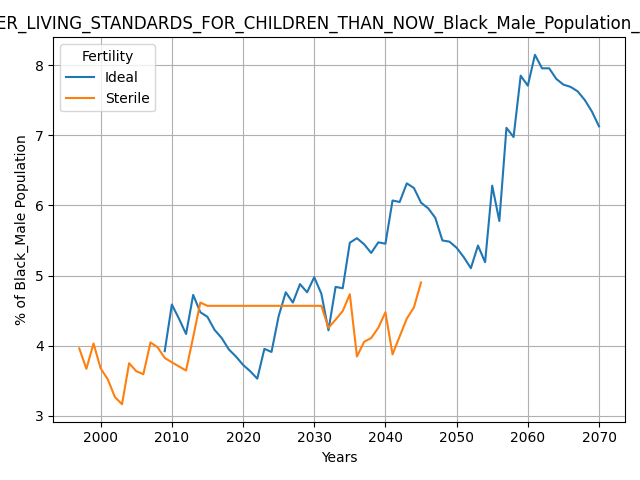 ER_LIVING_STANDARDS_FOR_CHILDREN_THAN_NOW_Black_Male_Population_
Fertility
Ideal
Sterile
% of Black_Male Population
8
7
6
5
4
3
2000 2010 2020 2030 2040 2050 2060 2070
Years